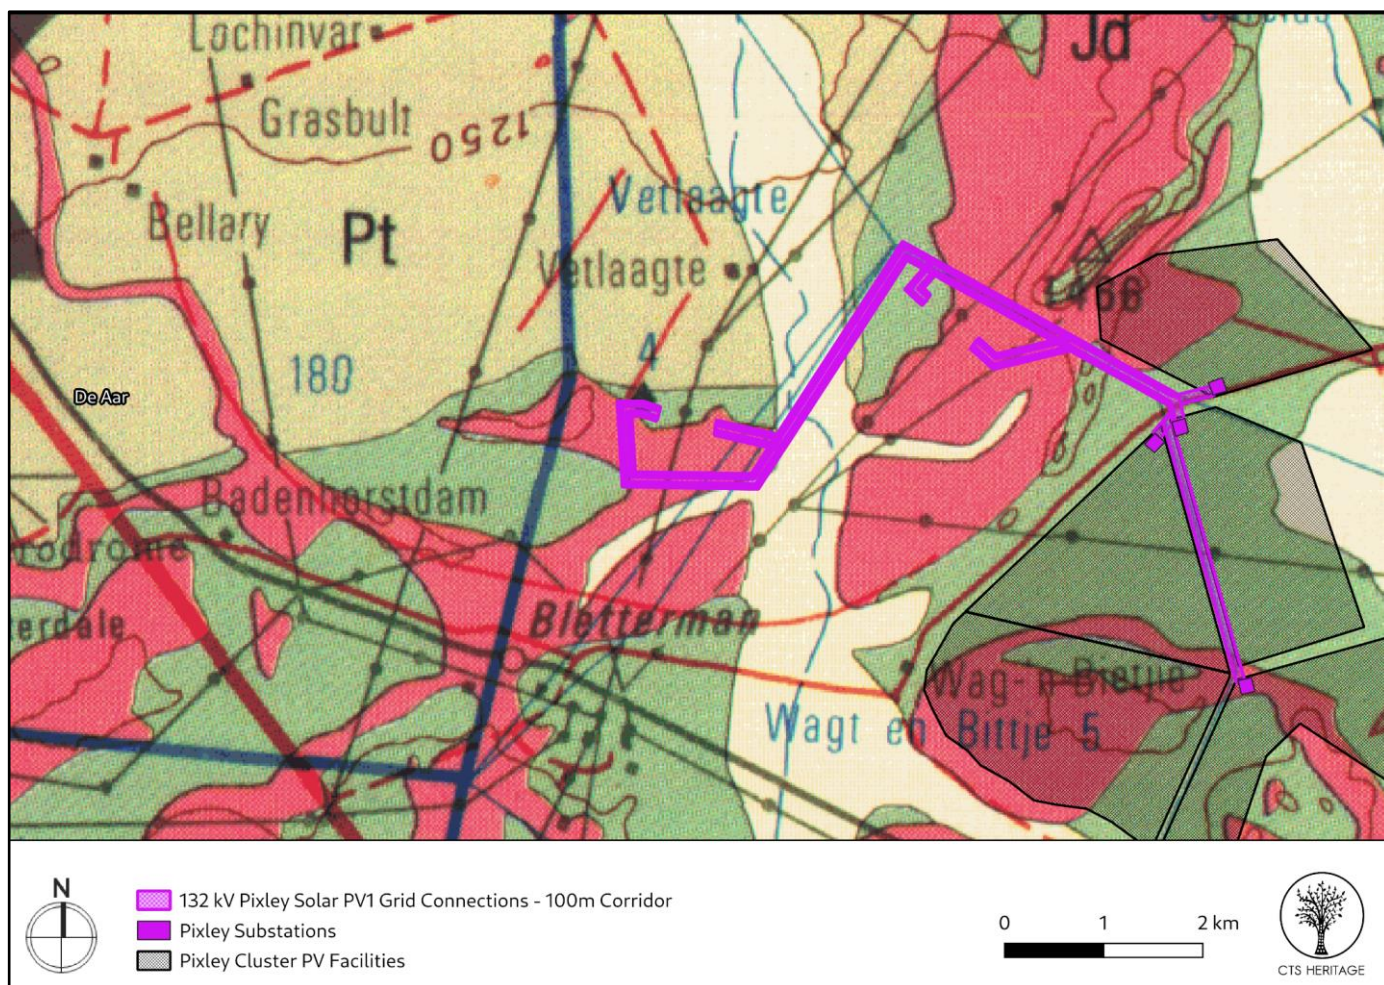 Lochinvar
Jd
Grasbult
1250
Bellary
Pt
Vetlaagte
Vetlaagte
1466
180
4
De Aar
Badenhorstdam
rodrome
erdale
Bletterman
Wag-'n-Bietjie
Wagt en Bittje 5
N
132 kV Pixley Solar PV1 Grid Connections - 100m Corridor
Pixley Substations
Pixley Cluster PV Facilities
0 1 2 km
CTS HERITAGE